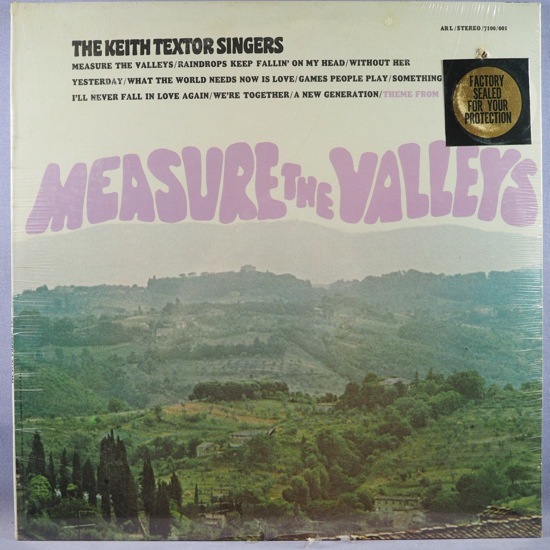 ARL/STEREO/7100/001
THE KEITH TEXTOR SINGERS
MEASURE THE VALLEYS/RAINDROPS KEEP FALLIN' ON MY HEAD/WITHOUT HER
YESTERDAY/WHAT THE WORLD NEEDS NOW IS LOVE/GAMES PEOPLE PLAY/SOMETHING
I'LL NEVER FALL IN LOVE AGAIN/WE'RE TOGETHER/A NEW GENERATION/THEME FROM
FACTORY
SEALED
FOR YOUR
PROTECTION
MEASURE THE VALLEYS